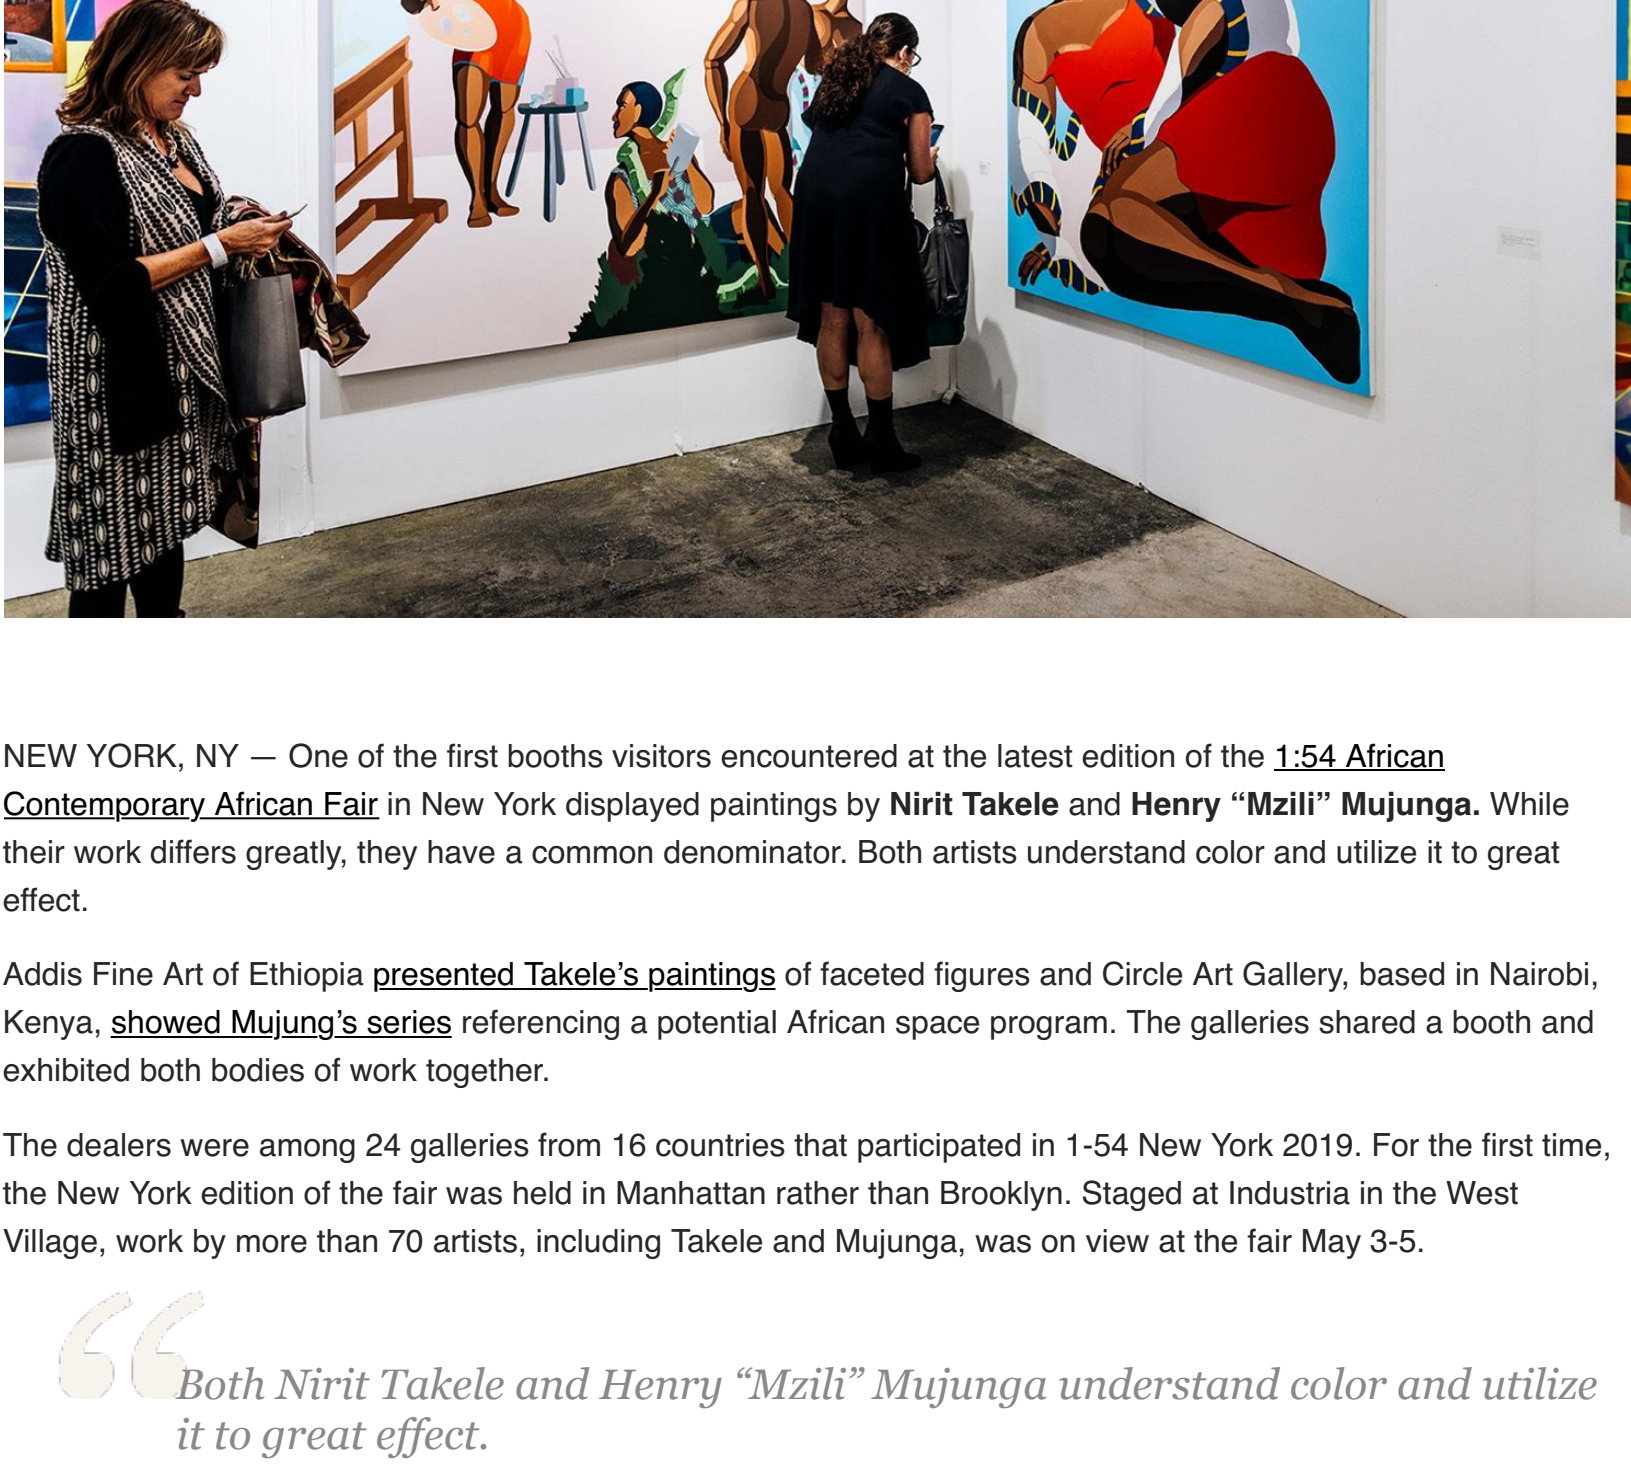 NEW YORK, NY — One of the first booths visitors encountered at the latest edition of the 1:54 African
Contemporary African Fair in New York displayed paintings by Nirit Takele and Henry “Mzili” Mujunga. While
their work differs greatly, they have a common denominator. Both artists understand color and utilize it to great
effect.
Addis Fine Art of Ethiopia presented Takele’s paintings of faceted figures and Circle Art Gallery, based in Nairobi,
Kenya, showed Mujung’s series referencing a potential African space program. The galleries shared a booth and
exhibited both bodies of work together.
The dealers were among 24 galleries from 16 countries that participated in 1-54 New York 2019. For the first time,
the New York edition of the fair was held in Manhattan rather than Brooklyn. Staged at Industria in the West
Village, work by more than 70 artists, including Takele and Mujunga, was on view at the fair May 3-5.
“Both Nirit Takele and Henry “Mzili” Mujunga understand color and utilize
it to great effect.